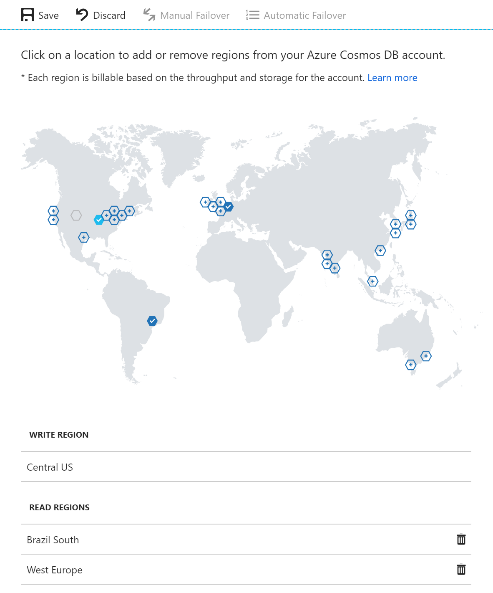 Save Discard Manual Failover Automatic Failover
Click on a location to add or remove regions from your Azure Cosmos DB account.
* Each region is billable based on the throughput and storage for the account. Learn more
WRITE REGION
Central US
READ REGIONS
Brazil South
West Europe